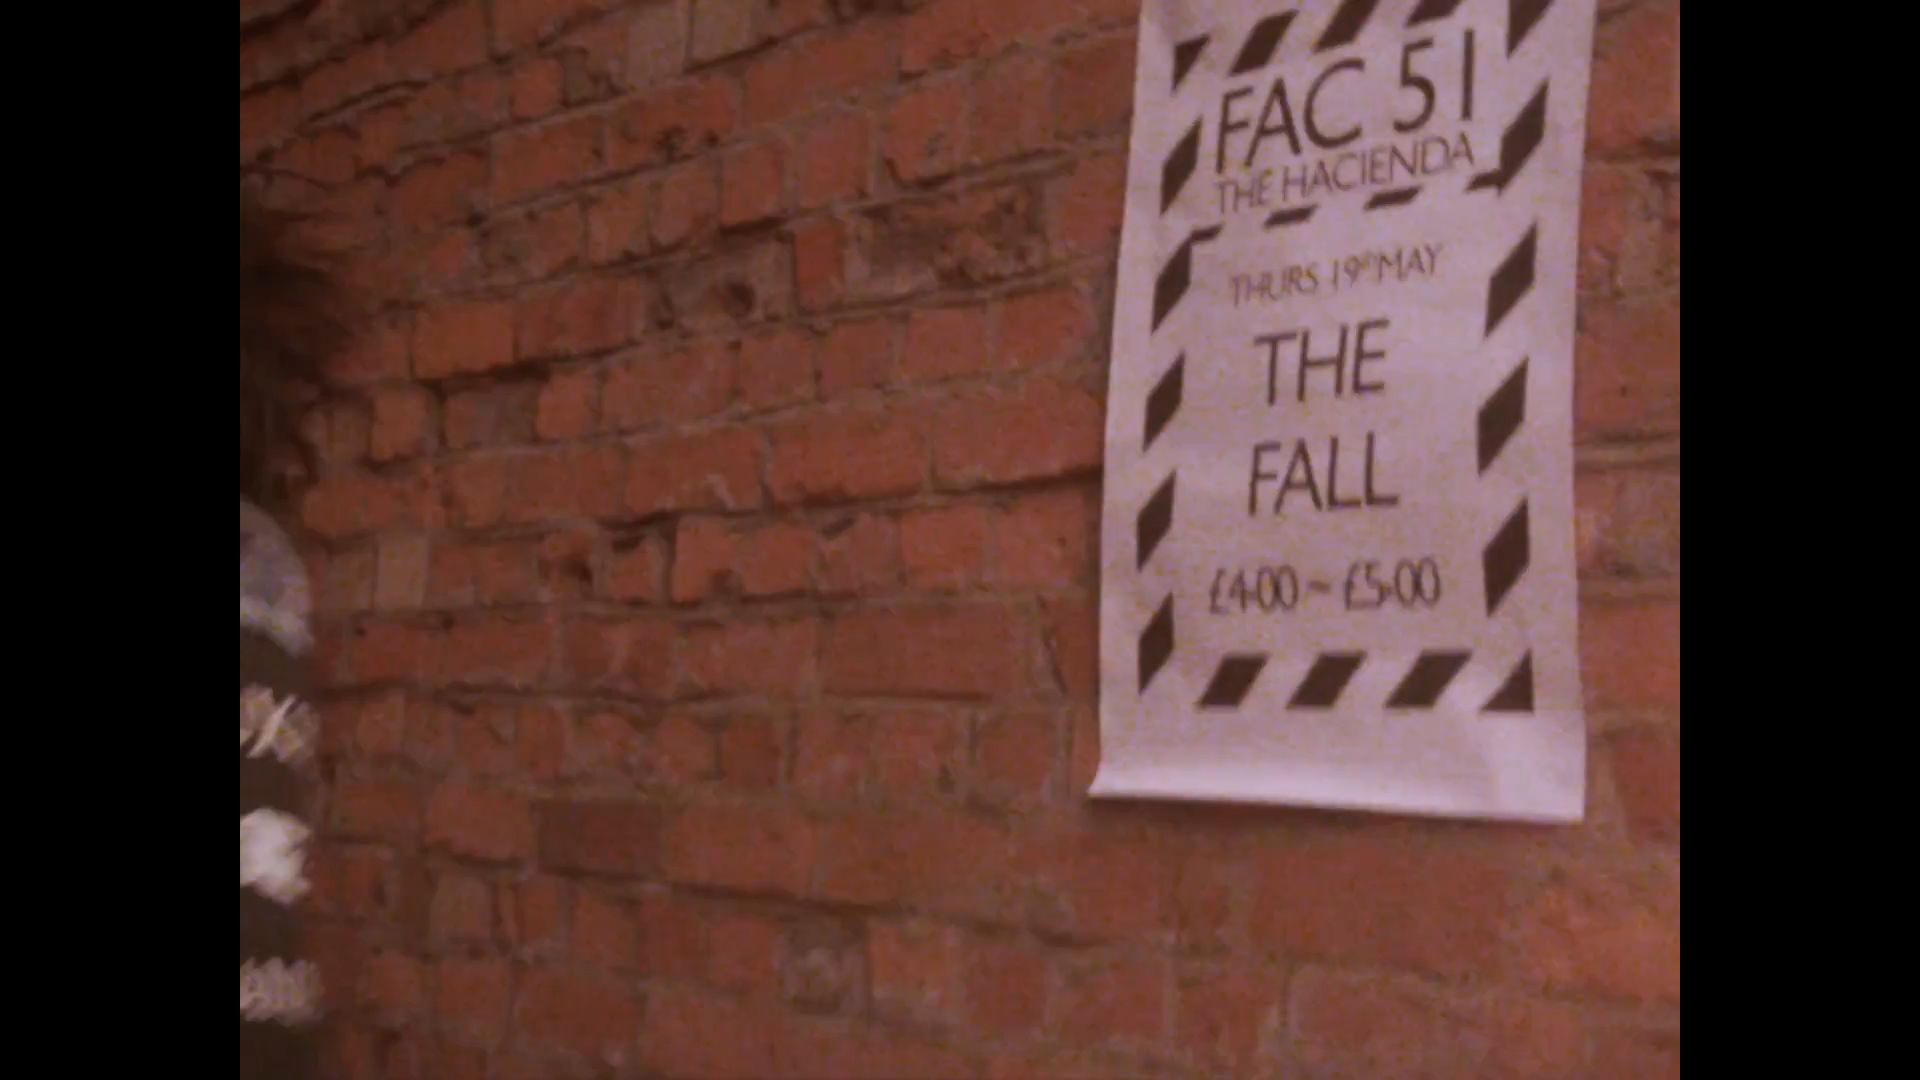 FAC 51
THE HACIENDA
THURS 19th MAY
THE
FALL
£4.00 ~ £5.00